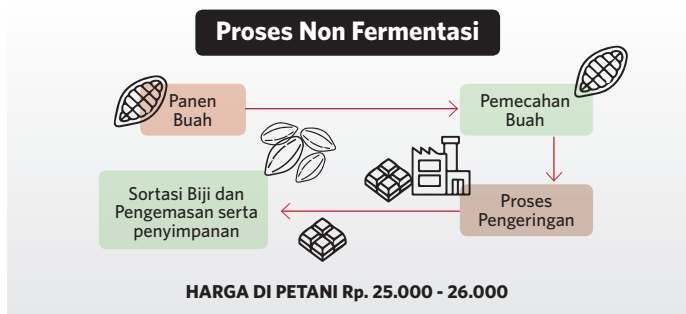 Proses Non Fermentasi
Panen
Buah
Pemecahan
Buah
Proses
Pengeringan
Sortasi Biji dan
Pengemasan serta
penyimpanan
HARGA DI PETANI Rp. 25.000 - 26.000